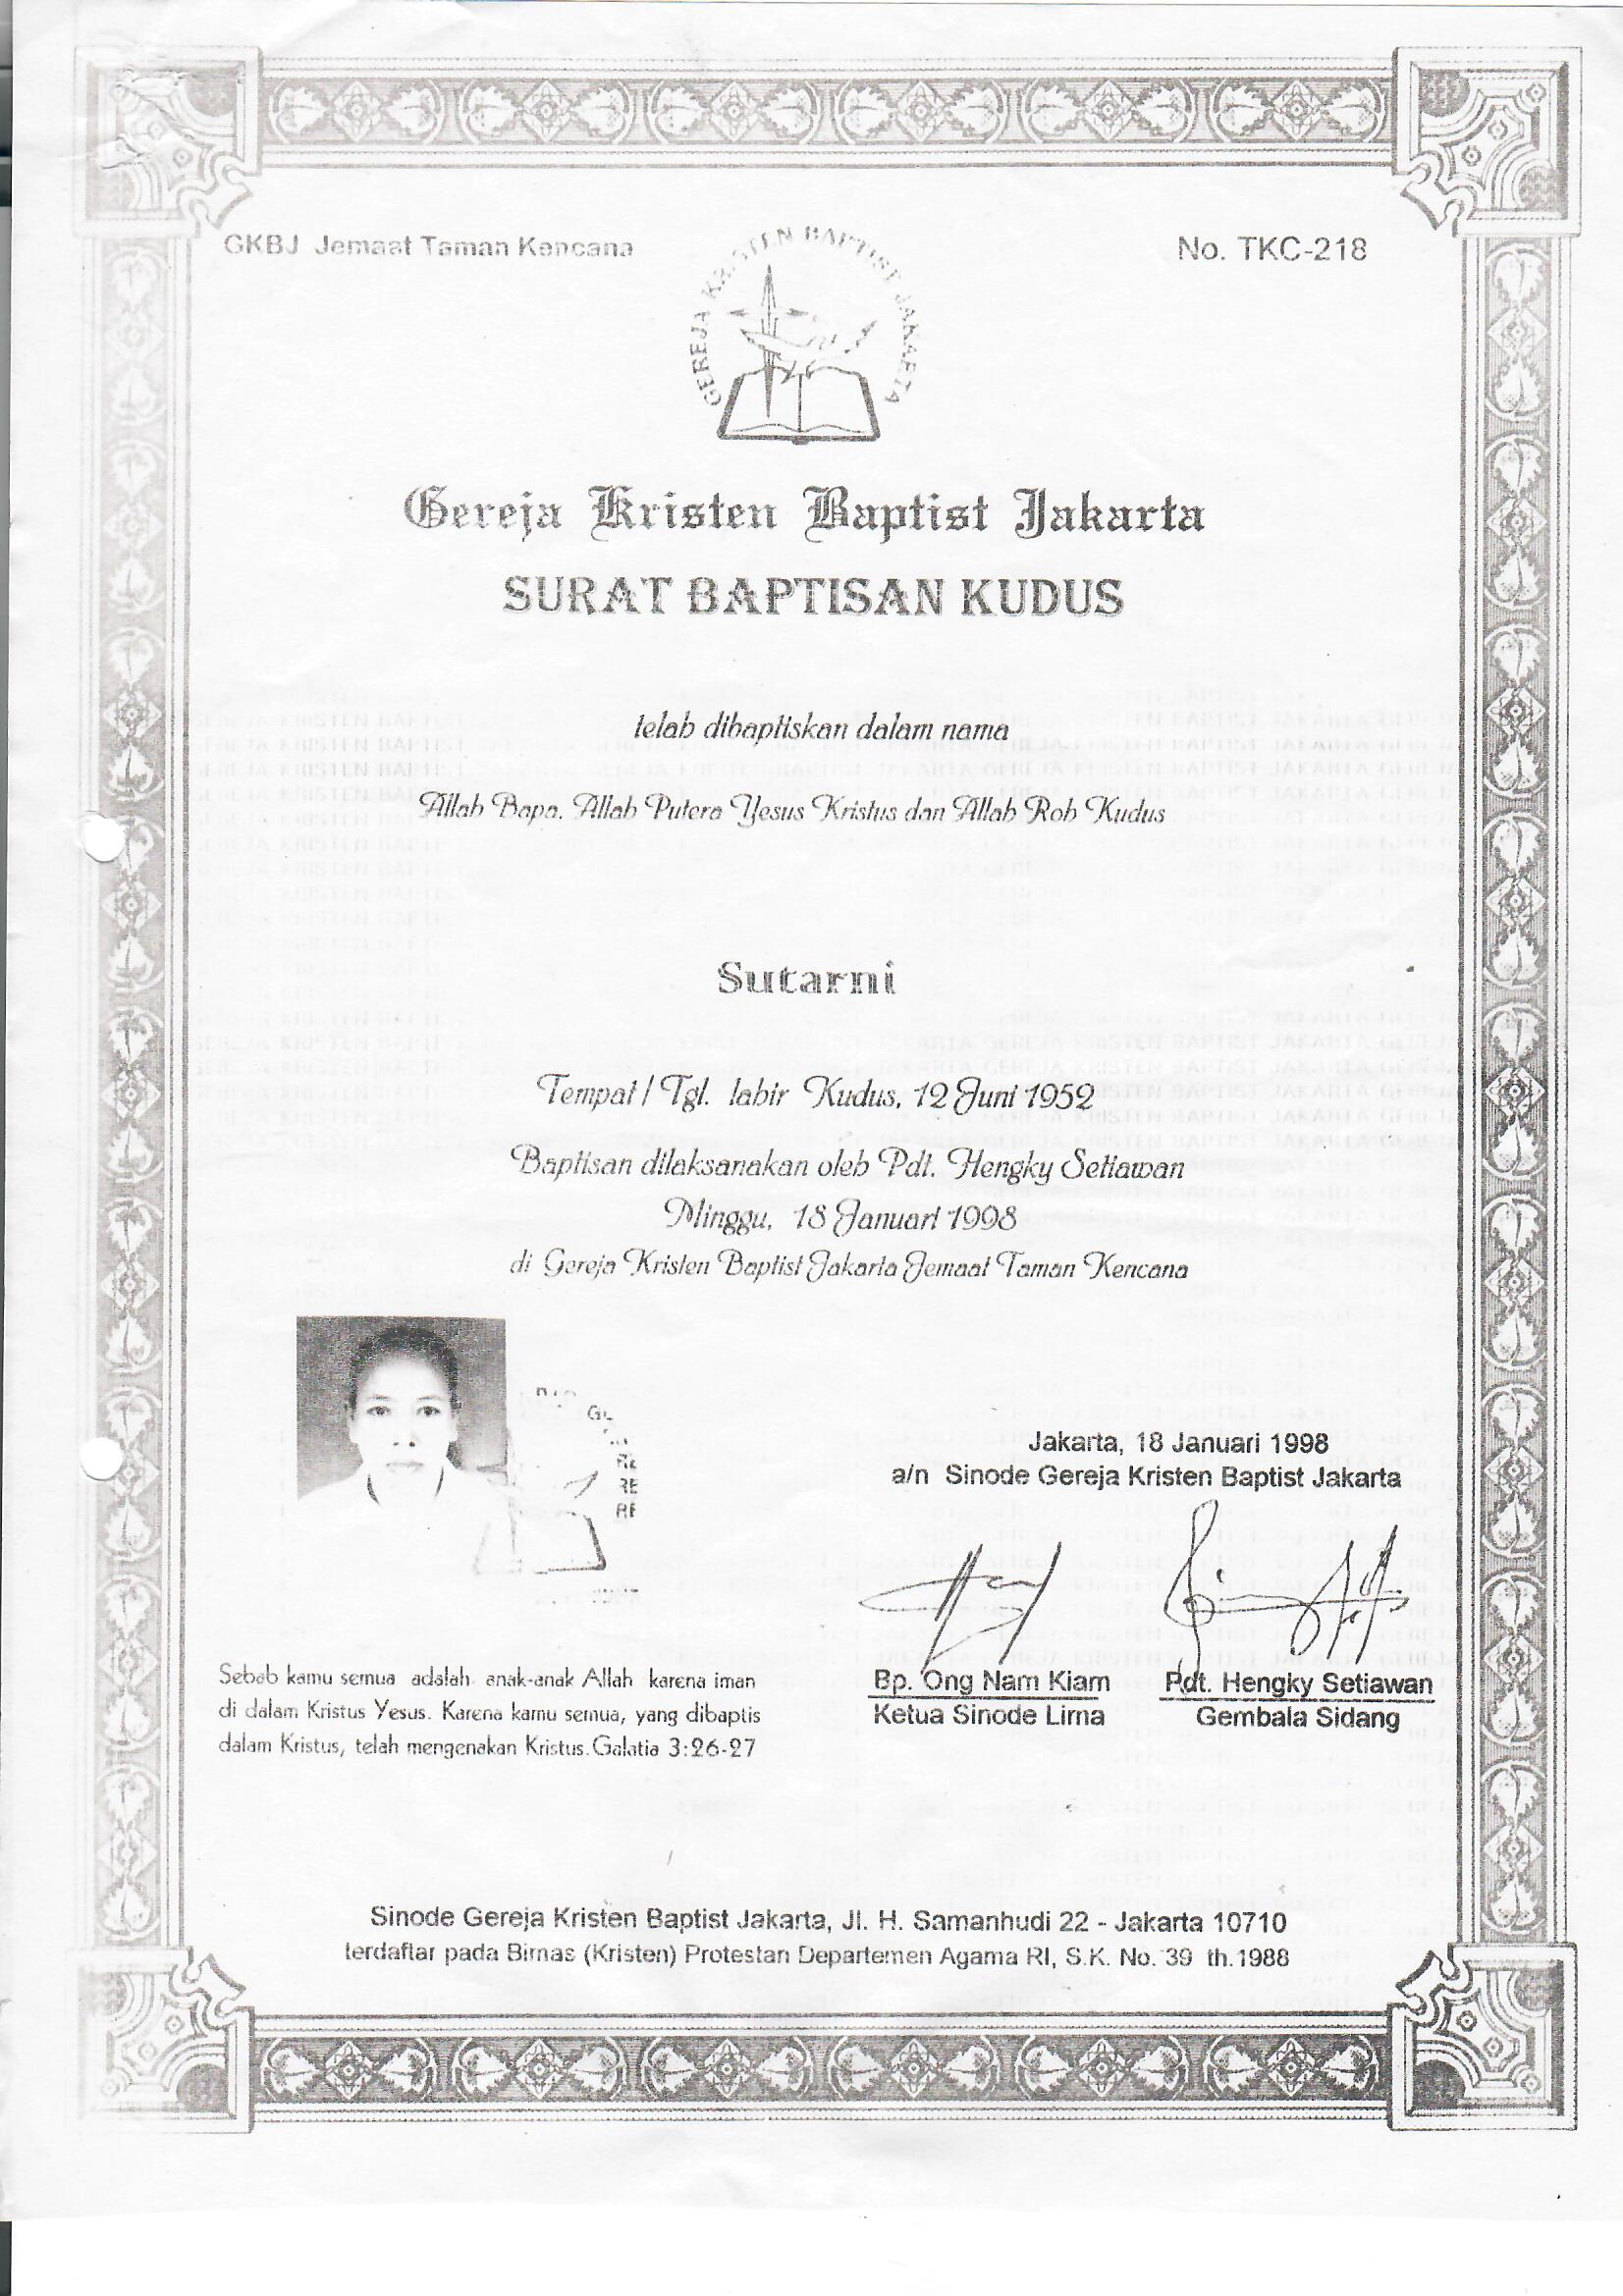 GKBJ Jemaat Taman Kencana
No. TKC-218
GEREJA KRISTEN BAPTIST JAKARTA
Gereja Kristen Baptist Jakarta
SURAT BAPTISAN KUDUS
telah dibaptiskan dalam nama
Allah Bapa, Allah Putera Yesus Kristus dan Allah Roh Kudus
Sutarni
Tempat / Tgl. lahir Kudus, 12 Juni 1952
Baptisan dilaksanakan oleh Pdt. Hengky Setiawan
Minggu, 18 Januari 1998
di Gereja Kristen Baptist Jakarta Jemaat Taman Kencana
Jakarta, 18 Januari 1998
a/n Sinode Gereja Kristen Baptist Jakarta
Bp. Ong Nam Kiam
Ketua Sinode Lima
Pdt. Hengky Setiawan
Gembala Sidang
Sebab kamu semua adalah anak-anak Allah karena iman
di dalam Kristus Yesus. Karena kamu semua, yang dibaptis
dalam Kristus, telah mengenakan Kristus. Galatia 3:26-27
Sinode Gereja Kristen Baptist Jakarta, Jl. H. Samanhudi 22 - Jakarta 10710
terdaftar pada Bimas (Kristen) Protestan Departemen Agama RI, S.K. No. 39 th.1988